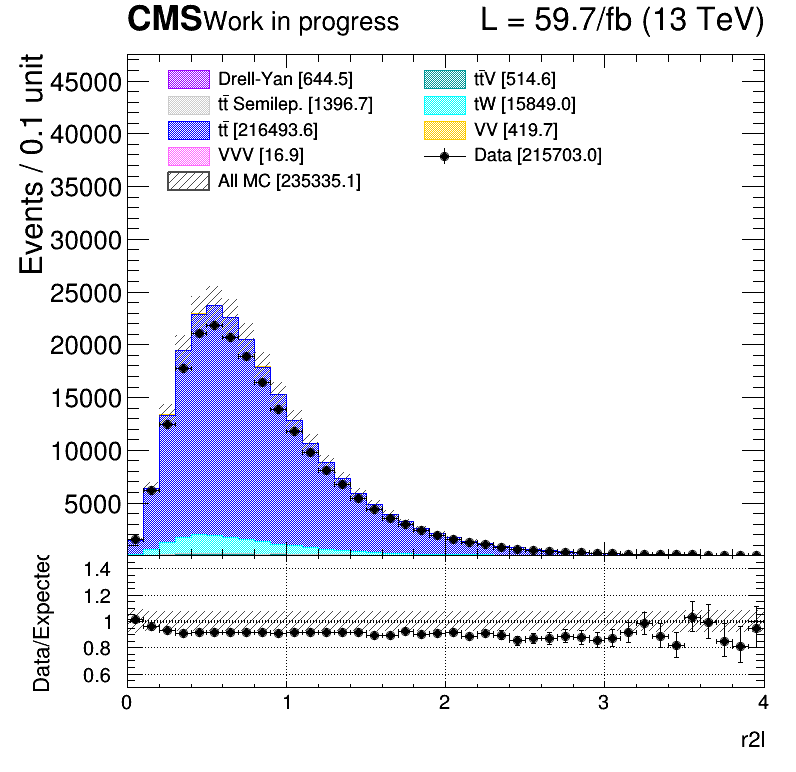 CMS Work in progress L = 59.7/fb (13 TeV)
Events / 0.1 unit
Drell-Yan [644.5]
tt̄V [514.6]
tt̄ Semilep. [1396.7]
tW [15849.0]
tt̄ [216493.6]
VV [419.7]
VVV [16.9]
Data [215703.0]
All MC [235335.1]
45000
40000
35000
30000
25000
20000
15000
10000
5000
Data/Expected
1.4
1.2
1
0.8
0.6
0 1 2 3 4
r2l